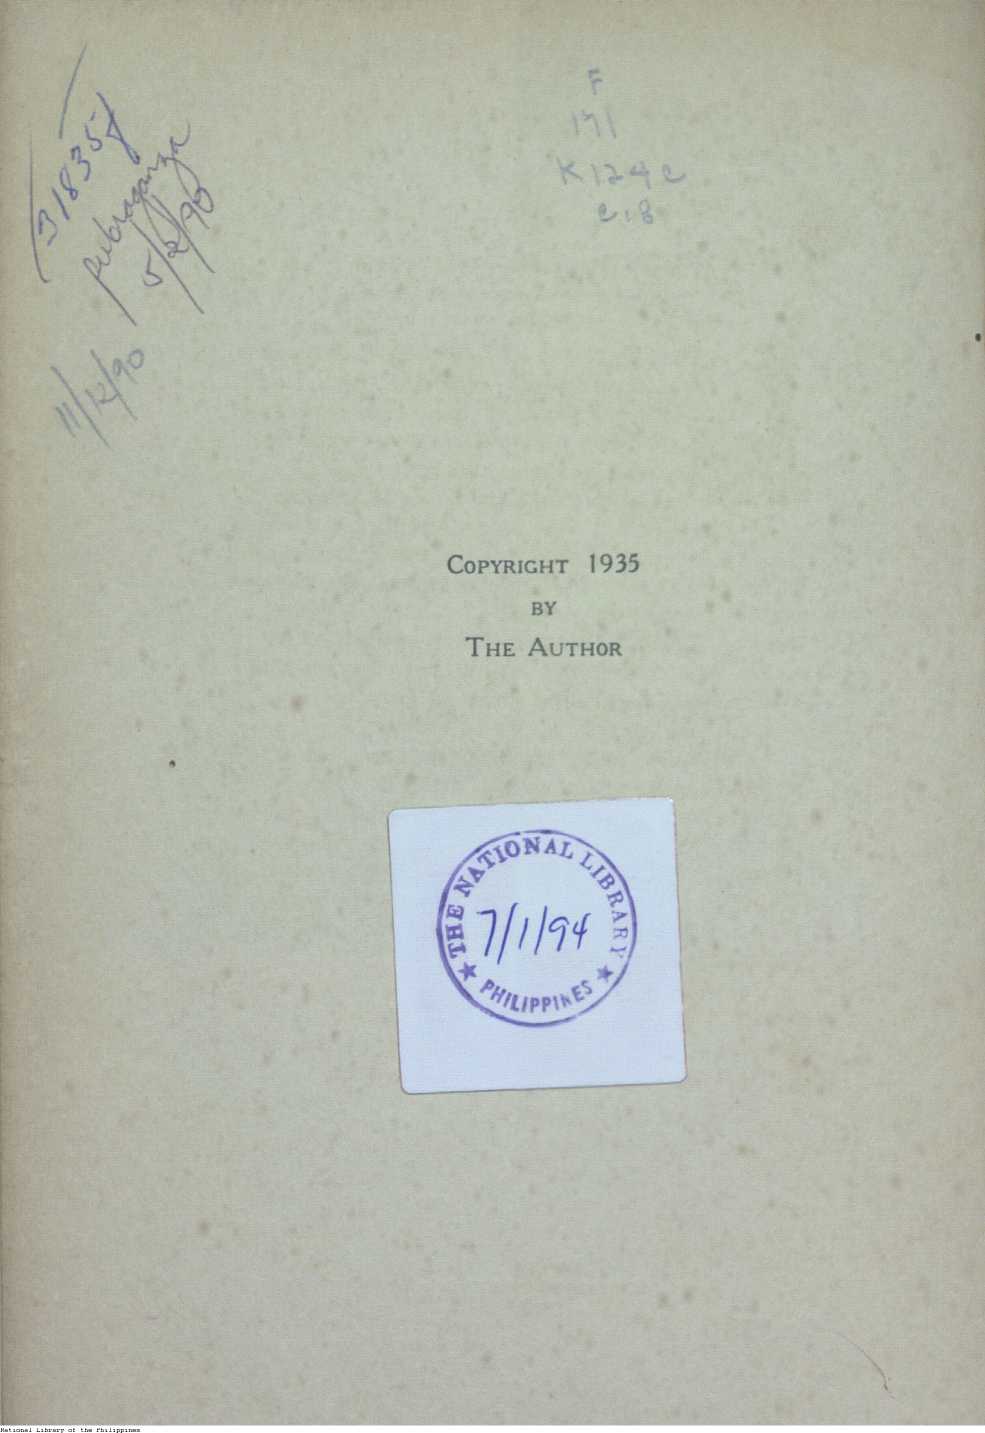 31835
5/2/90
11/12/90
F
171
K124c
c.8
COPYRIGHT 1935
BY
THE AUTHOR
THE NATIONAL LIBRARY
7/1/94
★ PHILIPPINES ★
National Library of the Philippines